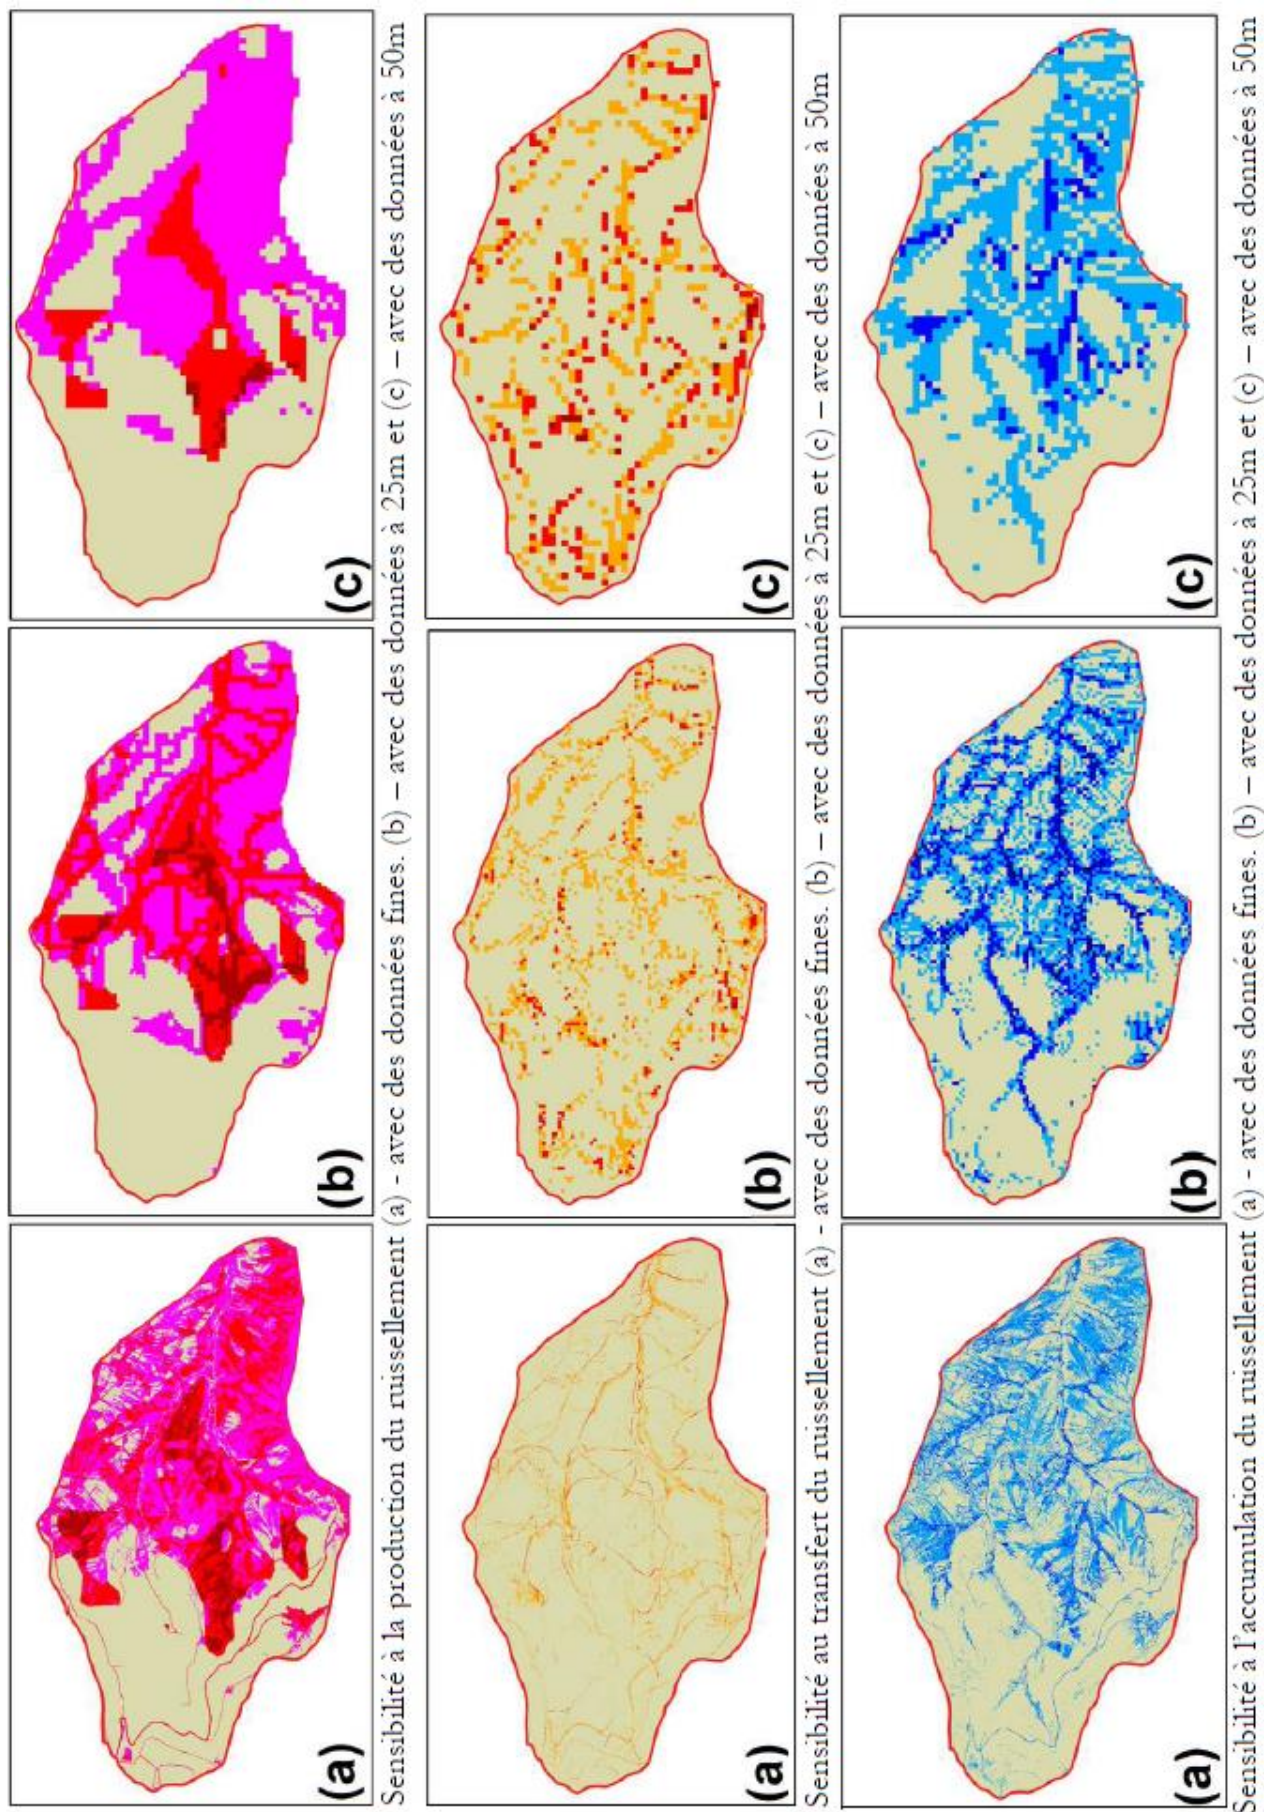 (a)
(b)
(c)
Sensibilité à la production du ruissellement (a) - avec des données fines. (b) – avec des données à 25m et (c) – avec des données à 50m
(a)
(b)
(c)
Sensibilité au transfert du ruissellement (a) - avec des données fines. (b) – avec des données à 25m et (c) – avec des données à 50m
(a)
(b)
(c)
Sensibilité à l'accumulation du ruissellement (a) - avec des données fines. (b) – avec des données à 25m et (c) – avec des données à 50m